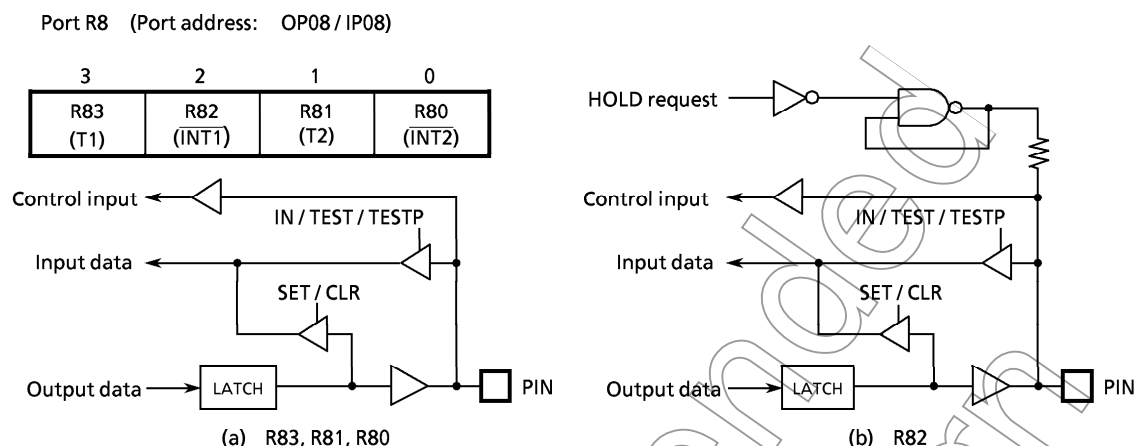 Port R8 (Port address: OP08 / IP08)
3 2 1 0
R83 R82 R81 R80
(T1) (INT1) (T2) (INT2)
Control input
IN / TEST / TESTP
Input data
SET / CLR
Output data
LATCH
PIN
(a) R83, R81, R80
HOLD request
Control input
IN / TEST / TESTP
Input data
SET / CLR
Output data
LATCH
PIN
(b) R82